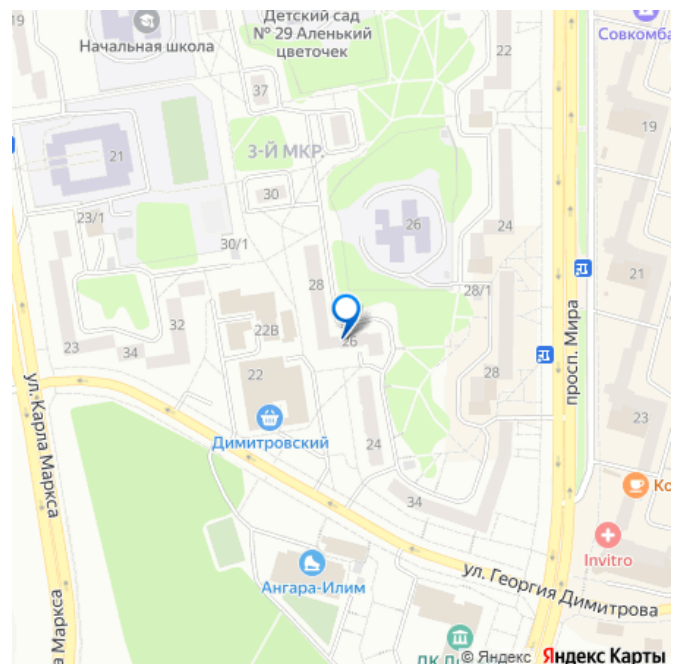 19
Начальная школа
Детский сад
№ 29 Аленький
цветочек
22
Совкомба
37
19
3-Й МКР.
21
30
26
23/1
24
30/1
21
28
28/1
32
22В
26
23
34
28
22
просп. Мира
ул. Карла Маркса
Димитровский
24
23
34
Ко
Invitro
Ангара-Илим
ул. Георгия Димитрова
а Маркса
© Яндекс Яндекс Карты